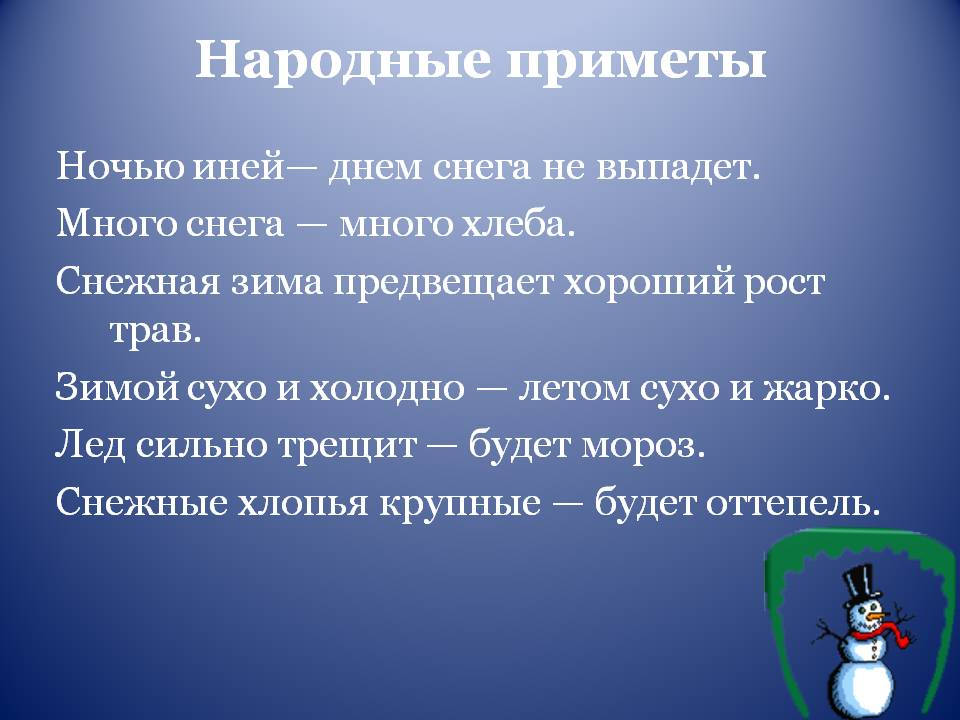 Народные приметы
Ночью иней— днем снега не выпадет.
Много снега — много хлеба.
Снежная зима предвещает хороший рост
трав.
Зимой сухо и холодно — летом сухо и жарко.
Лед сильно трещит — будет мороз.
Снежные хлопья крупные — будет оттепель.